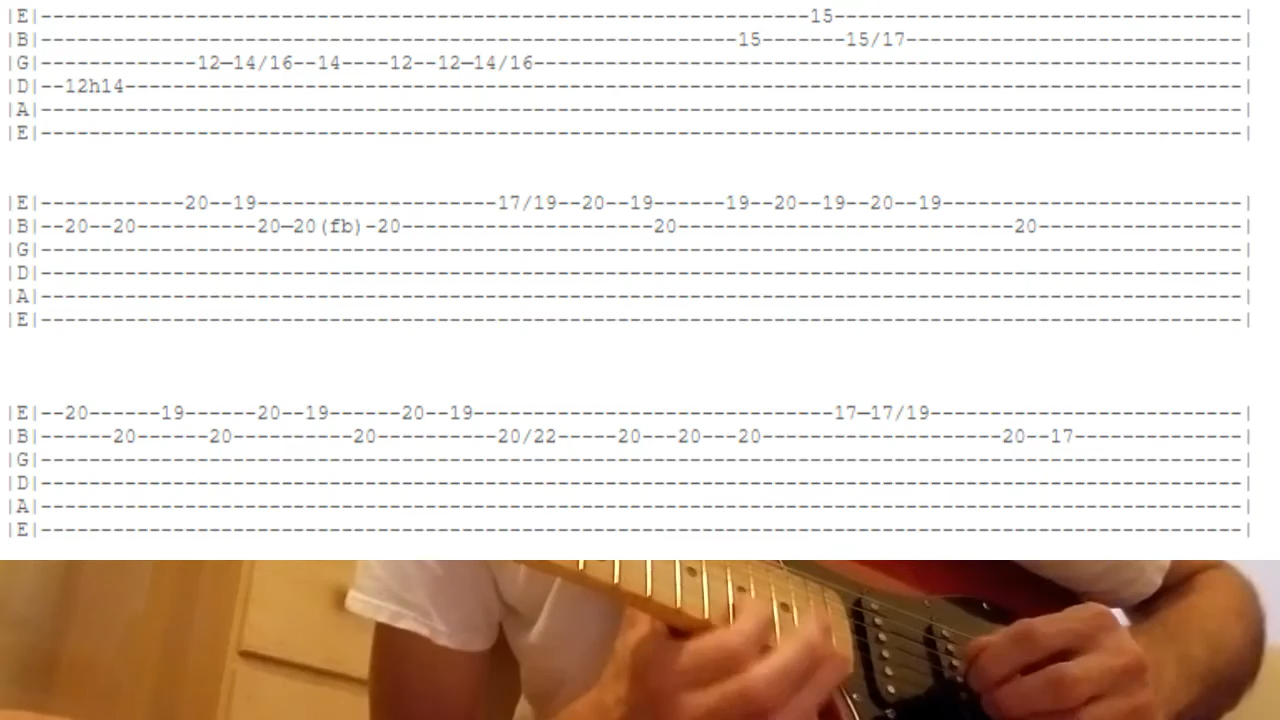 |E|----------------------------------------------------------------15----------------------------------|
|B|----------------------------------------------------------15-------15/17----------------------------|
|G|-------------12–14/16--14----12--12–14/16-----------------------------------------------------------|
|D|--12h14---------------------------------------------------------------------------------------------|
|A|----------------------------------------------------------------------------------------------------|
|E|----------------------------------------------------------------------------------------------------|
|E|------------20--19--------------------17/19--20--19------19--20--19--20--19-------------------------|
|B|--20--20----------20–20(fb)-20---------------------20----------------------------20-----------------|
|G|----------------------------------------------------------------------------------------------------|
|D|----------------------------------------------------------------------------------------------------|
|A|----------------------------------------------------------------------------------------------------|
|E|----------------------------------------------------------------------------------------------------|
|E|--20------19------20--19------20--19------------------------------17–17/19--------------------------|
|B|------20------20----------20----------20/22-----20---20---20--------------------20--17--------------|
|G|----------------------------------------------------------------------------------------------------|
|D|----------------------------------------------------------------------------------------------------|
|A|----------------------------------------------------------------------------------------------------|
|E|----------------------------------------------------------------------------------------------------|